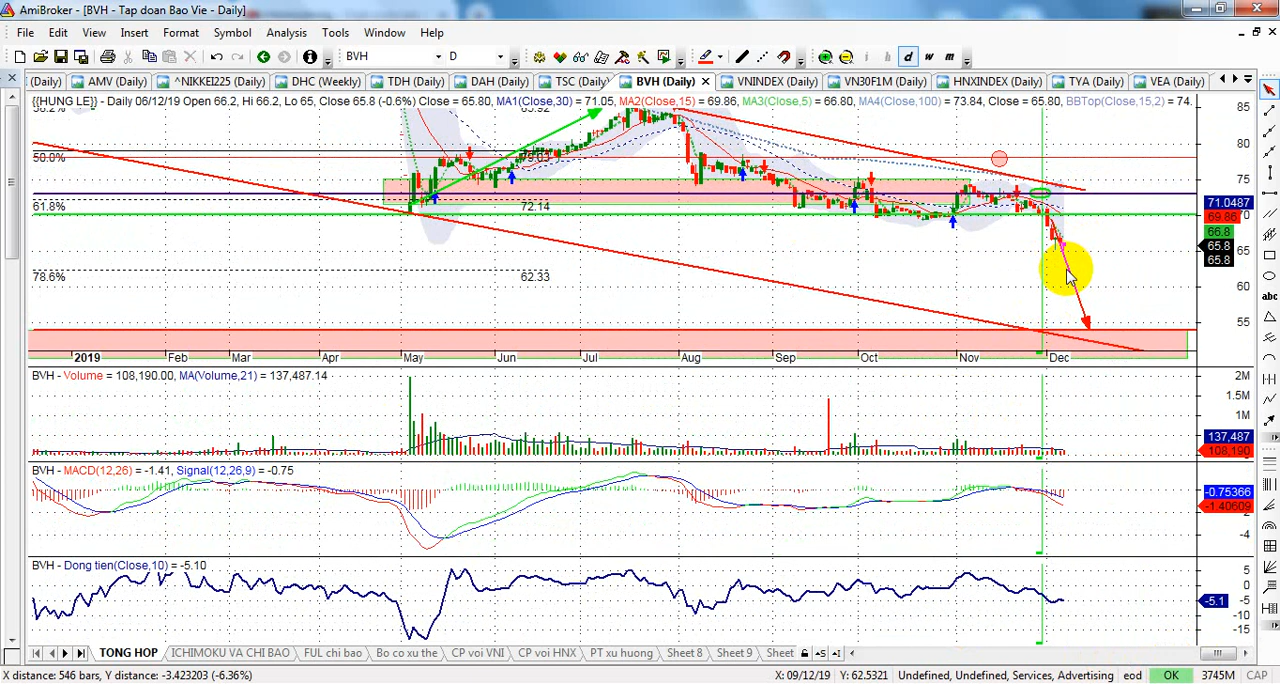 AmiBroker - [BVH - Tap doan Bao Vie - Daily]
File Edit View Insert Format Symbol Analysis Tools Window Help
BVH D
i h d w m
(Daily) AMV (Daily) ^NIKKEI225 (Daily) DHC (Weekly) TDH (Daily) DAH (Daily) TSC (Daily) BVH (Daily) VNINDEX (Daily) VN30F1M (Daily) HNXINDEX (Daily) TYA (Daily) VEA (Daily)
{{HUNG LE}} - Daily 06/12/19 Open 66.2, Hi 66.2, Lo 65, Close 65.8 (-0.6%) Close = 65.80, MA1(Close,30) = 71.05, MA2(Close,15) = 69.86, MA3(Close,5) = 66.80, MA4(Close,100) = 73.84, Close = 65.80, BBTop(Close,15,2) = 74.
85
80
50.0%
75
61.8% 72.14
71.0487
69.86
66.8
65.8
65
65.8
78.6% 62.33
60
55
2019 Feb Mar Apr May Jun Jul Aug Sep Oct Nov Dec
BVH - Volume = 108,190.00, MA(Volume,21) = 137,487.14
2M
1.5M
1M
137,487
108,190
BVH - MACD(12,26) = -1.41, Signal(12,26,9) = -0.75
-0.75366
-1.40609
-4
BVH - Dong tien(Close,10) = -5.10
5
0
-5
-5.1
-10
-15
TONG HOP ICHIMOKU VA CHI BAO FUL chi bao Bo co xu the CP voi VNI CP voi HNX PT xu huong Sheet 8 Sheet 9 Sheet
X distance: 546 bars, Y distance: -3.423203 (-6.36%) X: 09/12/19 Y: 62.5321 Undefined, Undefined, Services, Advertising eod OK 3745M CAP